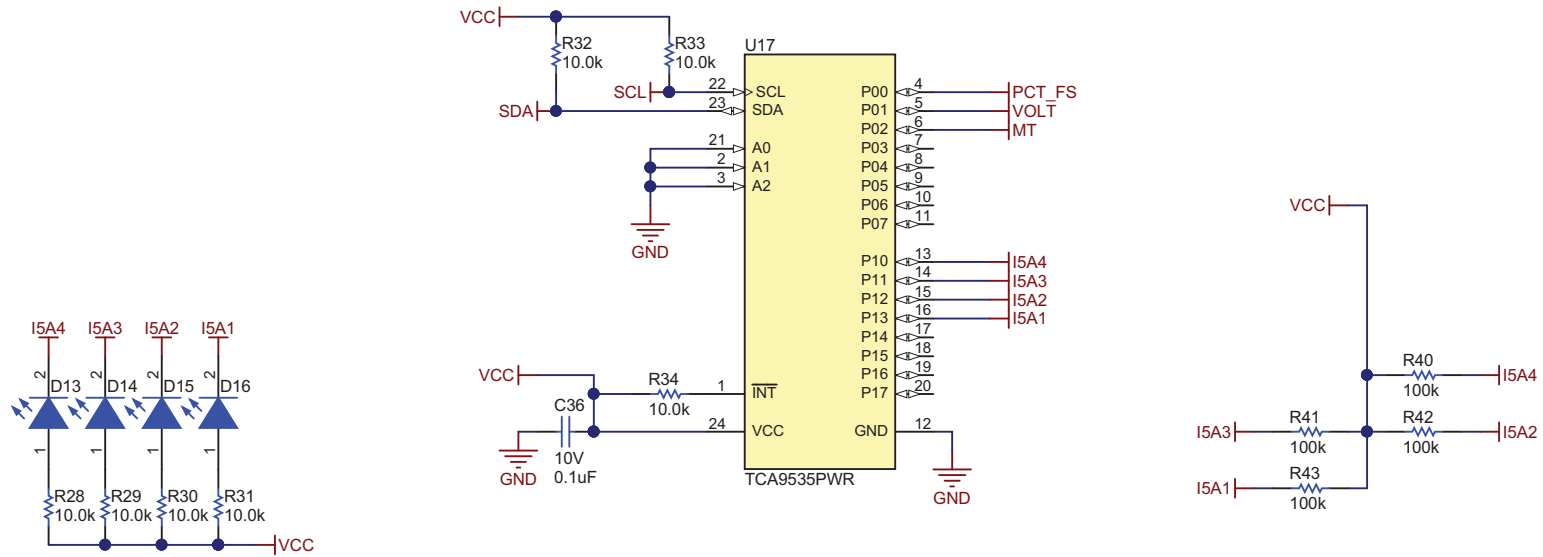 VCC
R32
10.0k
R33
10.0k
SCL
SDA
U17
22 SCL
23 SDA
21 A0
2 A1
3 A2
GND
P00 4 PCT_FS
P01 5 VOLT
P02 6 MT
P03 7
P04 8
P05 9
P06 10
P07 11
P10 13 I5A4
P11 14 I5A3
P12 15 I5A2
P13 16 I5A1
P14 17
P15 18
P16 19
P17 20
VCC
R34
10.0k
1 INT
C36
10V
0.1uF
GND
24 VCC
GND 12
GND
TCA9535PWR
I5A4 I5A3 I5A2 I5A1
2 2 2 2
D13 D14 D15 D16
1 1 1 1
R28 R29 R30 R31
10.0k 10.0k 10.0k 10.0k
VCC
VCC
R40
100k
I5A4
I5A3
R41
100k
R42
100k
I5A2
I5A1
R43
100k